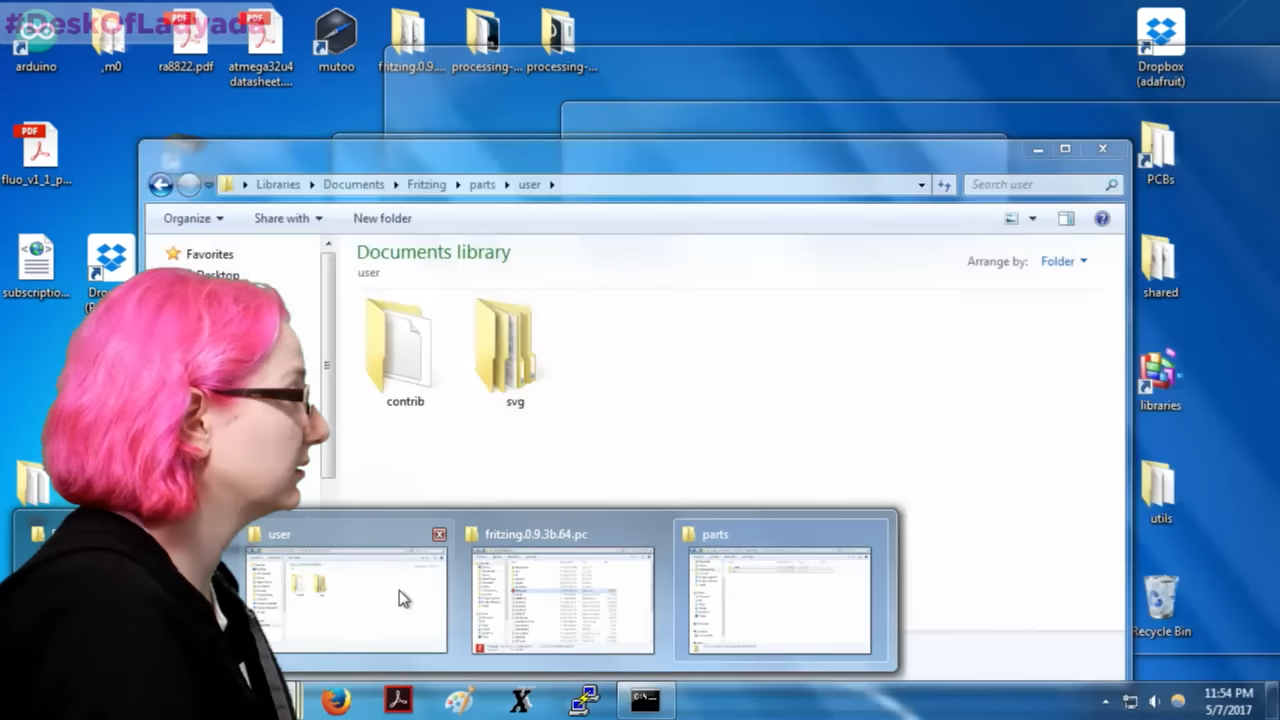 #DeskOfLadyada
arduino
,m0
ra8822.pdf
atmega32u4
datasheet....
mutoo
fritzing.0.9....
processing-...
processing-...
Dropbox
(adafruit)
PDF
fluo_v1_1_p...
PCBs
Libraries
Documents
Fritzing
parts
user
Search user
Organize
Share with
New folder
Favorites
Desktop
Documents library
user
Arrange by:
Folder
subscriptio...
shared
contrib
svg
libraries
utils
user
fritzing.0.9.3b.64.pc
parts
Recycle Bin
11:54 PM
5/7/2017